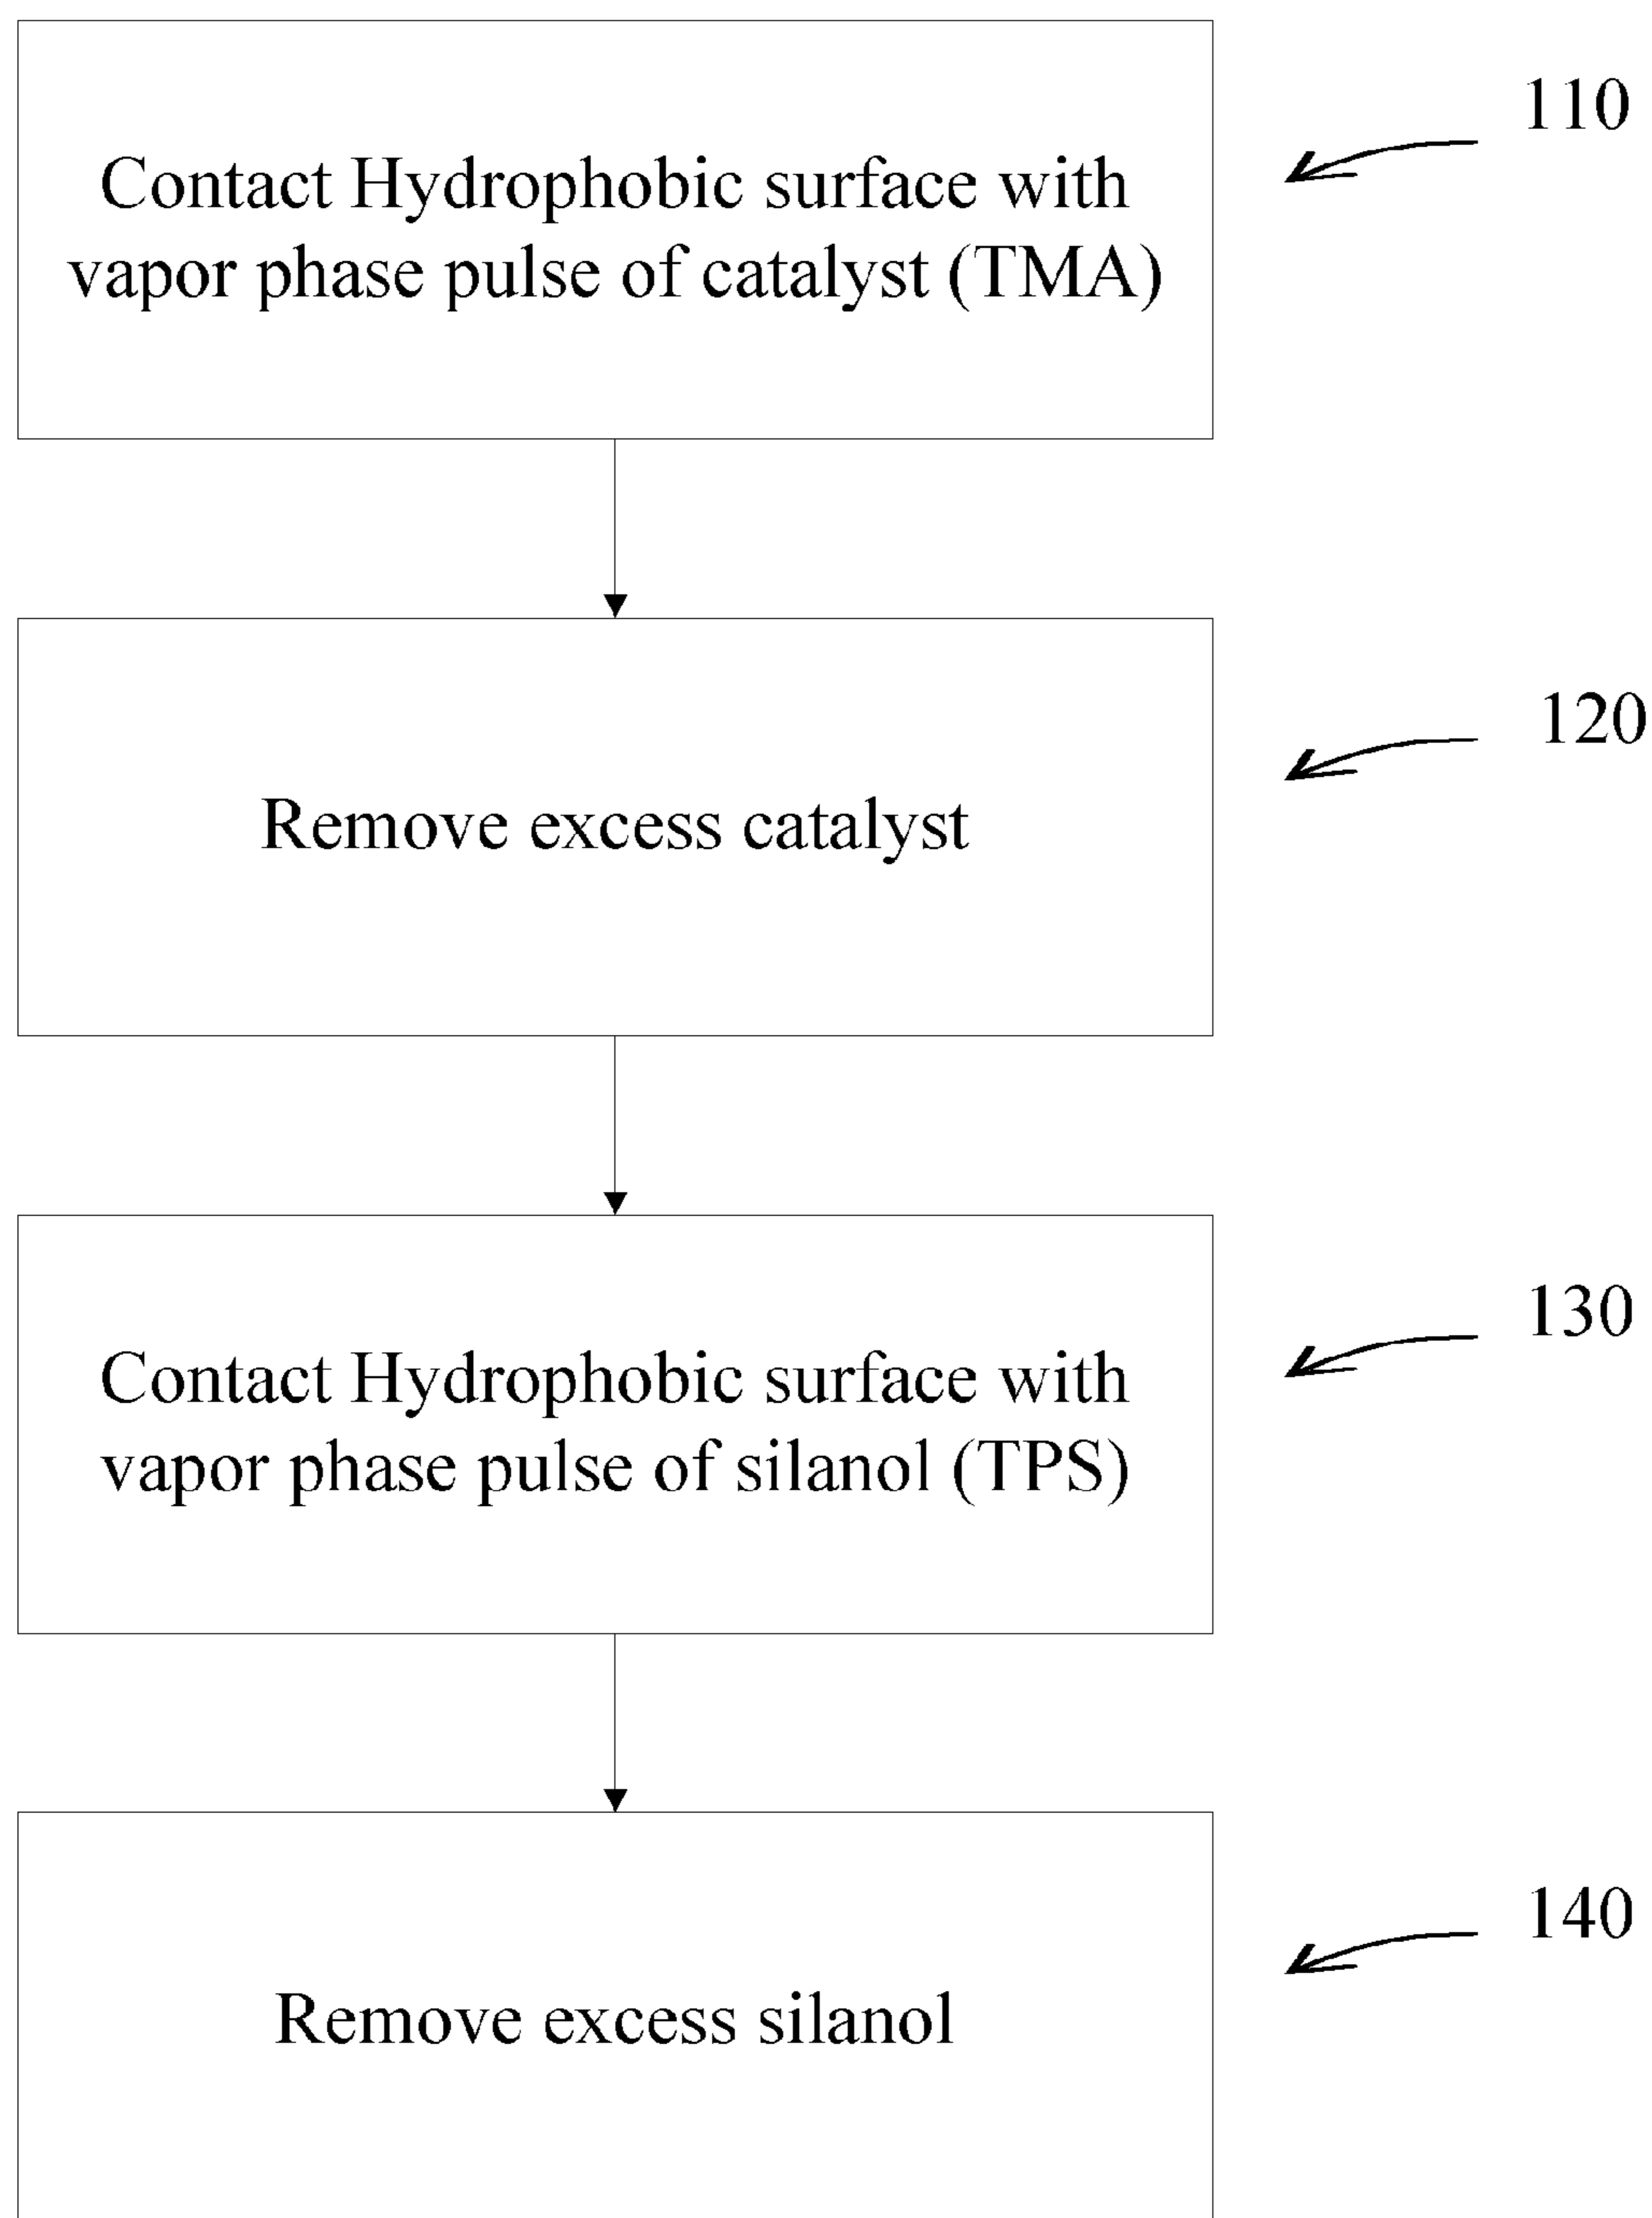 110
Contact Hydrophobic surface with
vapor phase pulse of catalyst (TMA)
120
Remove excess catalyst
130
Contact Hydrophobic surface with
vapor phase pulse of silanol (TPS)
140
Remove excess silanol